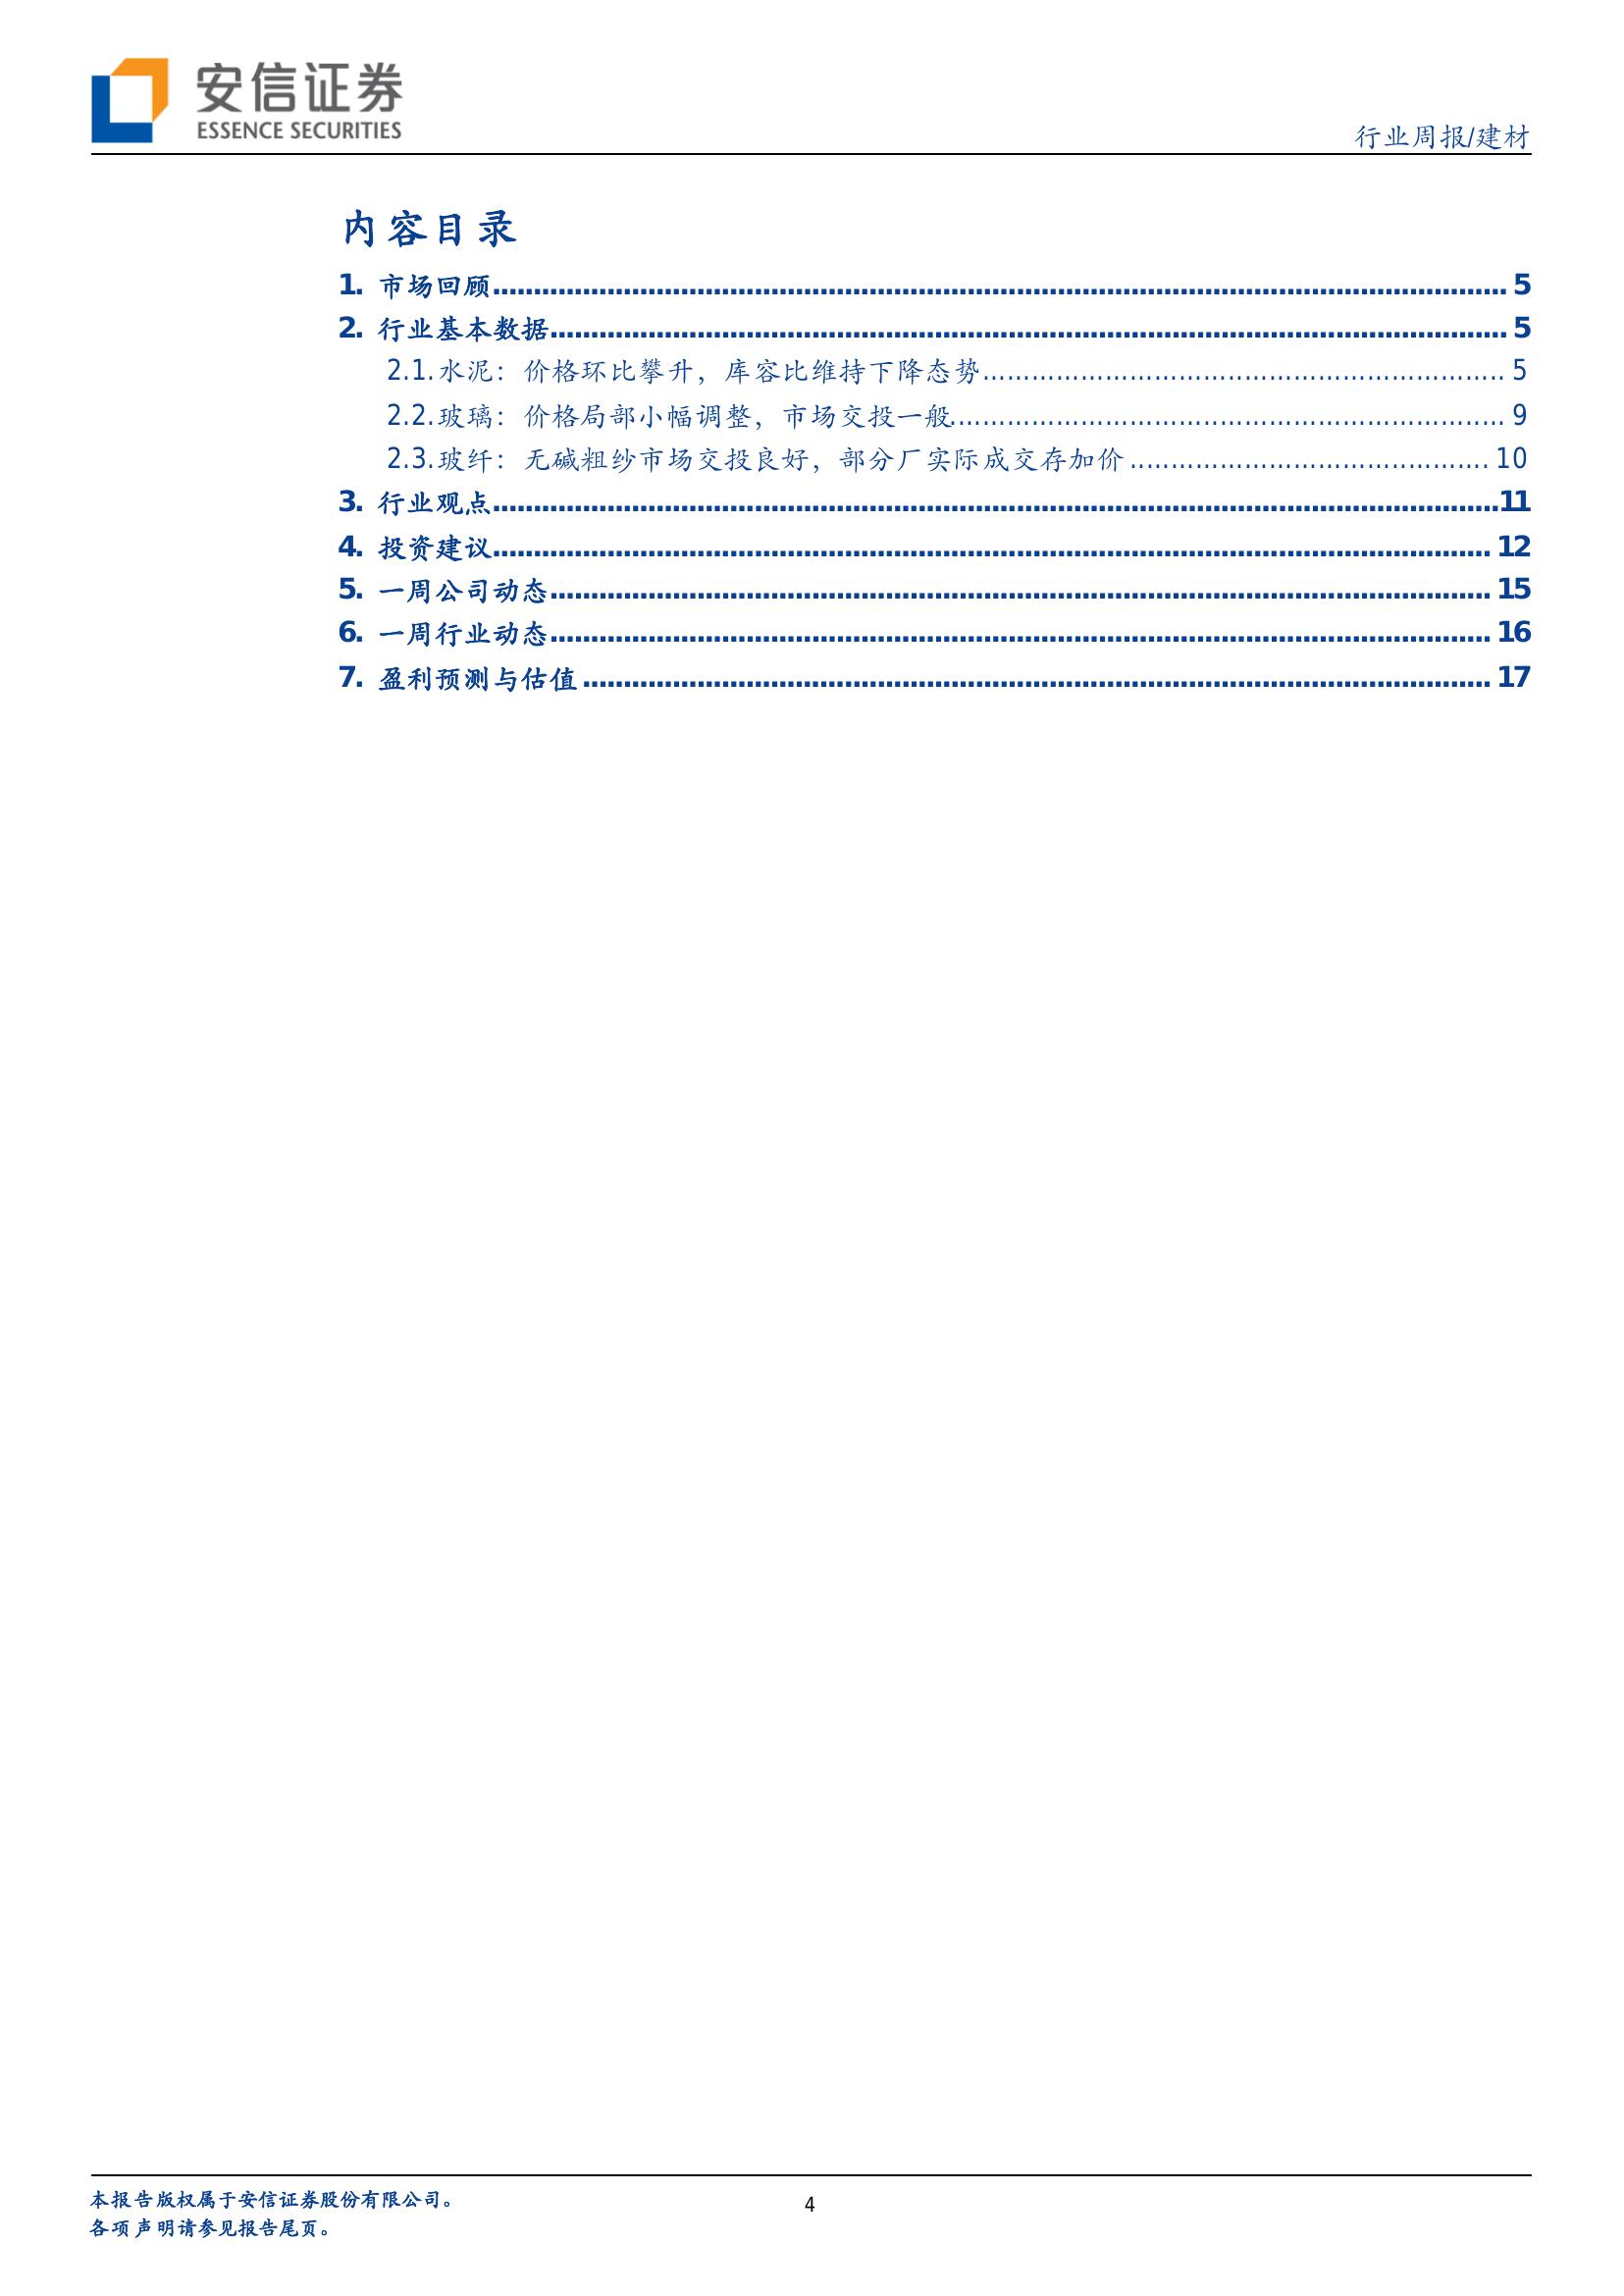 安信证券
ESSENCE SECURITIES
行业周报/建材
内容目录
1. 市场回顾 5
2. 行业基本数据 5
2.1. 水泥：价格环比攀升，库容比维持下降态势 5
2.2. 玻璃：价格局部小幅调整，市场交投一般 9
2.3. 玻纤：无碱粗纱市场交投良好，部分厂实际成交存加价 10
3. 行业观点 11
4. 投资建议 12
5. 一周公司动态 15
6. 一周行业动态 16
7. 盈利预测与估值 17
本报告版权属于安信证券股份有限公司。
4
各项声明请参见报告尾页。